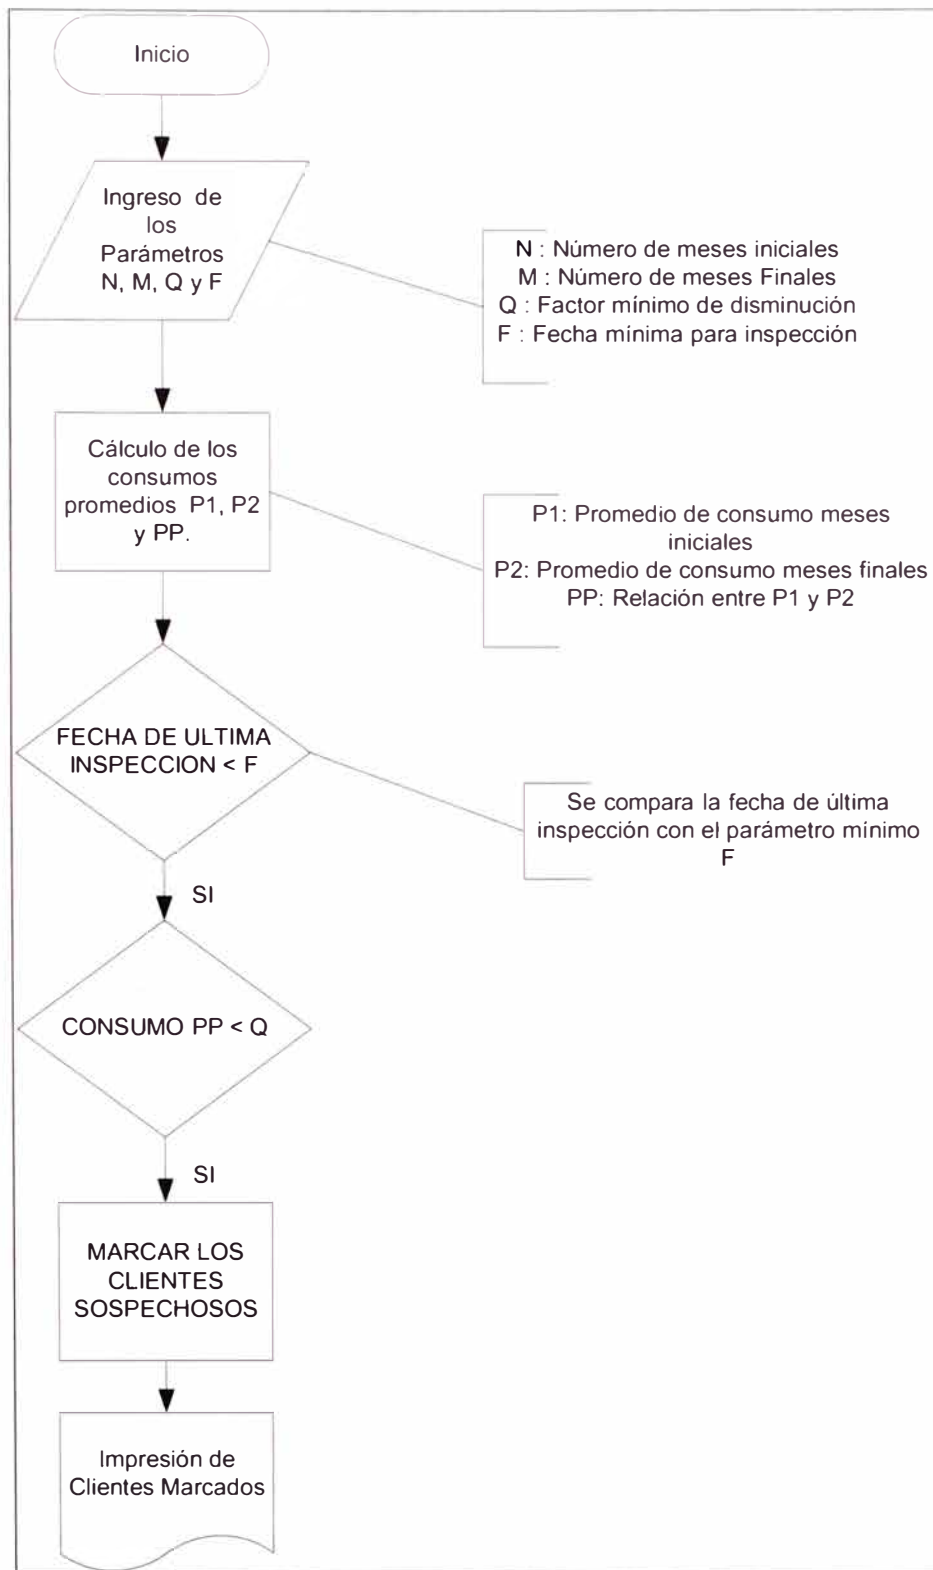 Inicio
Ingreso de
los
Parámetros
N, M, Q y F
N : Número de meses iniciales
M : Número de meses Finales
Q : Factor mínimo de disminución
F : Fecha mínima para inspección
Cálculo de los
consumos
promedios P1, P2
y PP.
P1: Promedio de consumo meses
iniciales
P2: Promedio de consumo meses finales
PP: Relación entre P1 y P2
FECHA DE ULTIMA
INSPECCION < F
Se compara la fecha de última
inspección con el parámetro mínimo
F
SI
CONSUMO PP < Q
SI
MARCAR LOS
CLIENTES
SOSPECHOSOS
Impresión de
Clientes Marcados